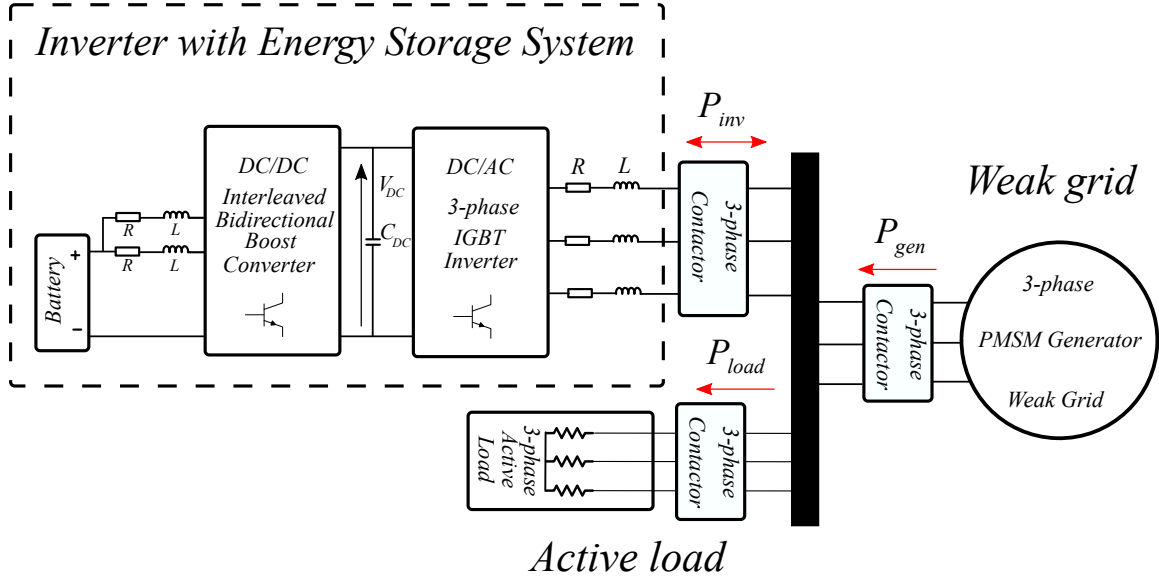 Inverter with Energy Storage System
Battery
+
−
R
L
R
L
DC/DC
Interleaved
Bidirectional
Boost
Converter
V_DC
C_DC
DC/AC
3-phase
IGBT
Inverter
R
L
P_inv
3-phase
Contactor
Weak grid
P_gen
3-phase
Contactor
3-phase
PMSM Generator
Weak Grid
P_load
3-phase
Contactor
3-phase
Active
Load
Active load